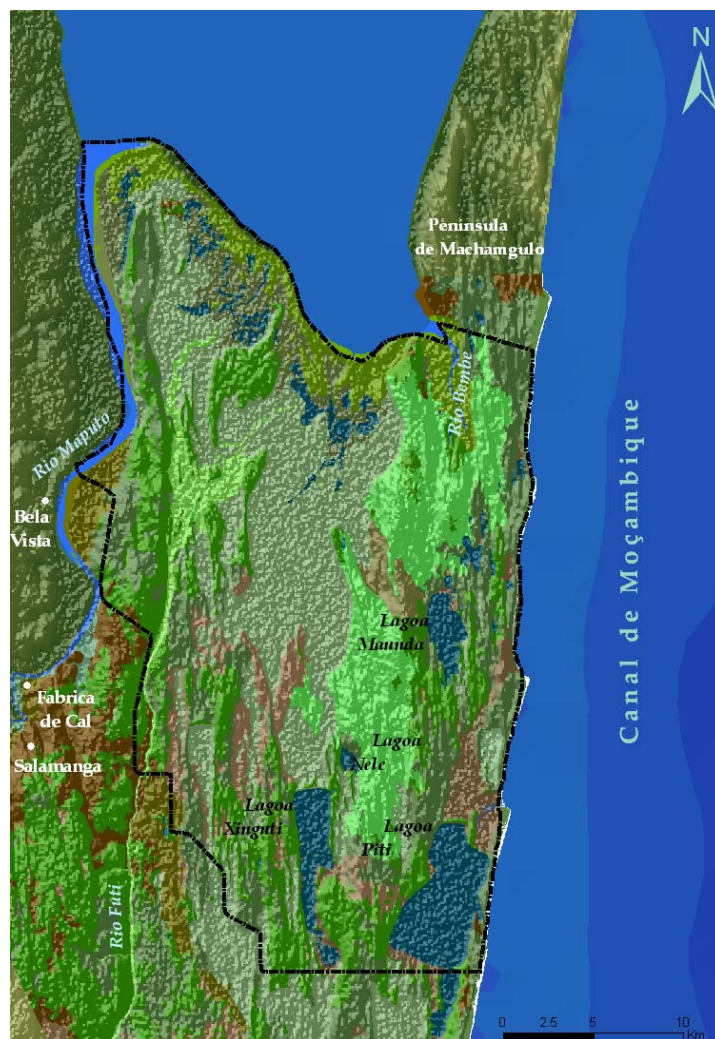 N
Península
de Machamgulo
Rio Bembe
Rio Maputo
Bela
Vista
Canal de Moçambique
Lagoa
Maunda
Fabrica
de Cal
Salamanga
Lagoa
Nele
Lagoa
Xinguti
Lagoa
Piti
Rio Futi
0 2.5 5 10
Km